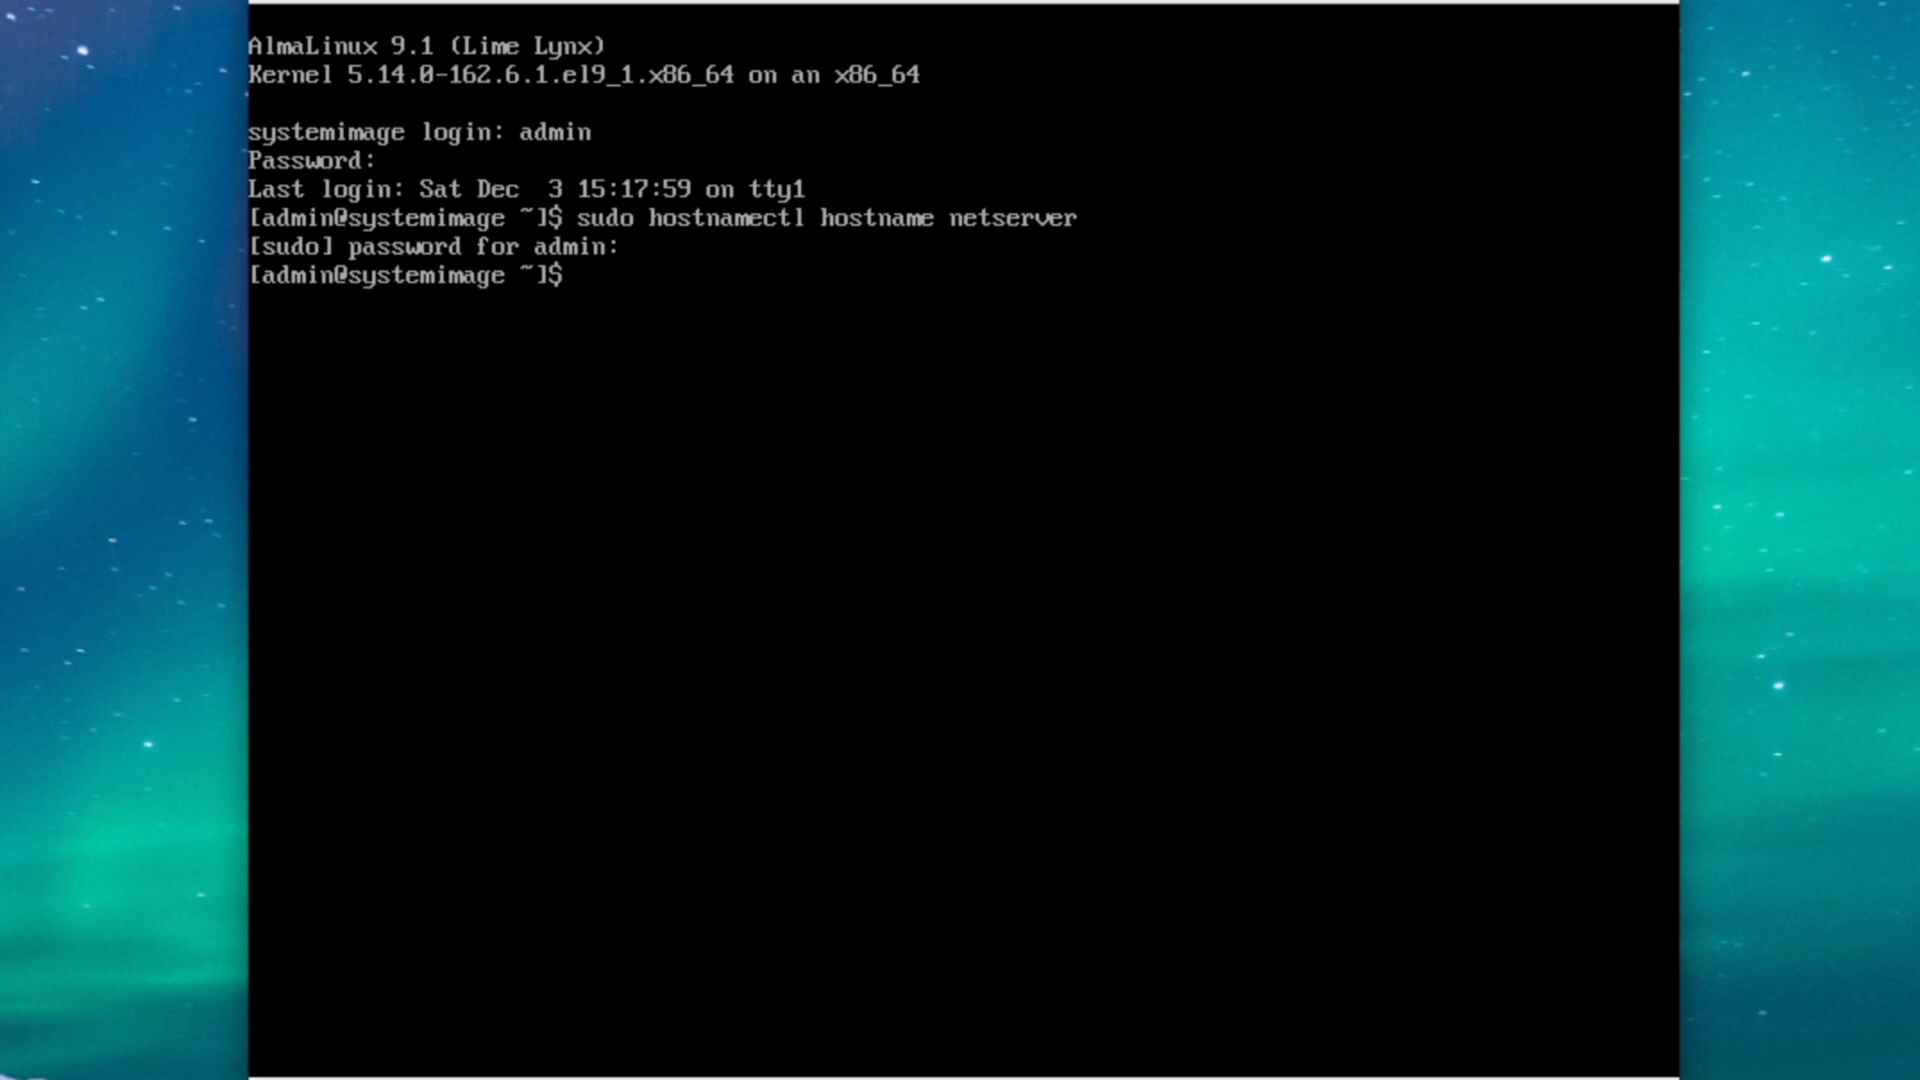 AlmaLinux 9.1 (Lime Lynx)
Kernel 5.14.0-162.6.1.el9_1.x86_64 on an x86_64
systemimage login: admin
Password:
Last login: Sat Dec  3 15:17:59 on tty1
[admin@systemimage ~]$ sudo hostnamectl hostname netserver
[sudo] password for admin:
[admin@systemimage ~]$